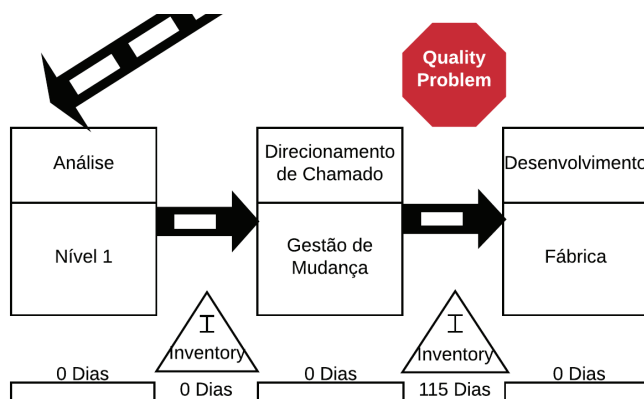 Quality
Problem
Análise
Direcionamento
de Chamado
Desenvolvimento
Nível 1
Gestão de
Mudança
Fábrica
I
Inventory
I
Inventory
0 Dias
0 Dias
0 Dias
115 Dias
0 Dias